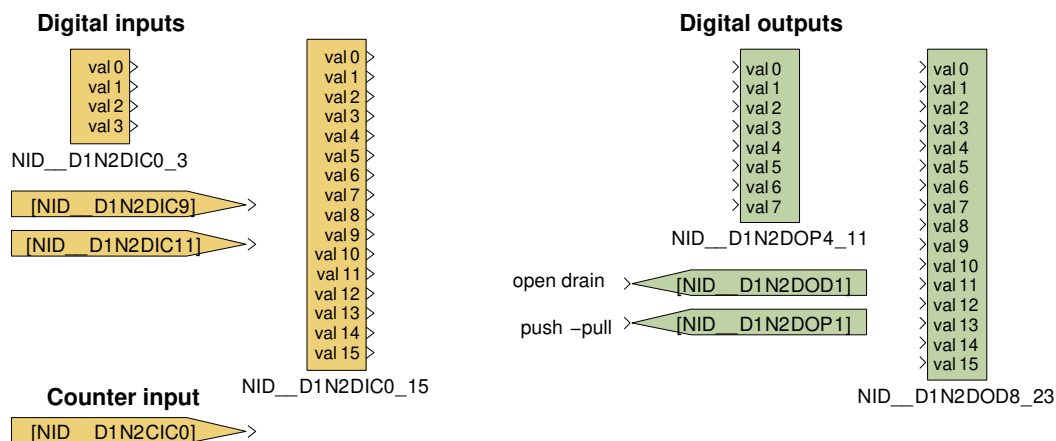 Digital inputs
val 0
val 1
val 2
val 3
NID__D1N2DIC0_3
[NID__D1N2DIC9]
[NID__D1N2DIC11]
val 0
val 1
val 2
val 3
val 4
val 5
val 6
val 7
val 8
val 9
val 10
val 11
val 12
val 13
val 14
val 15
NID__D1N2DIC0_15
Counter input
[NID__D1N2CIC0]
Digital outputs
val 0
val 1
val 2
val 3
val 4
val 5
val 6
val 7
NID__D1N2DOP4_11
open drain
[NID__D1N2DOD1]
push –pull
[NID__D1N2DOP1]
val 0
val 1
val 2
val 3
val 4
val 5
val 6
val 7
val 8
val 9
val 10
val 11
val 12
val 13
val 14
val 15
NID__D1N2DOD8_23